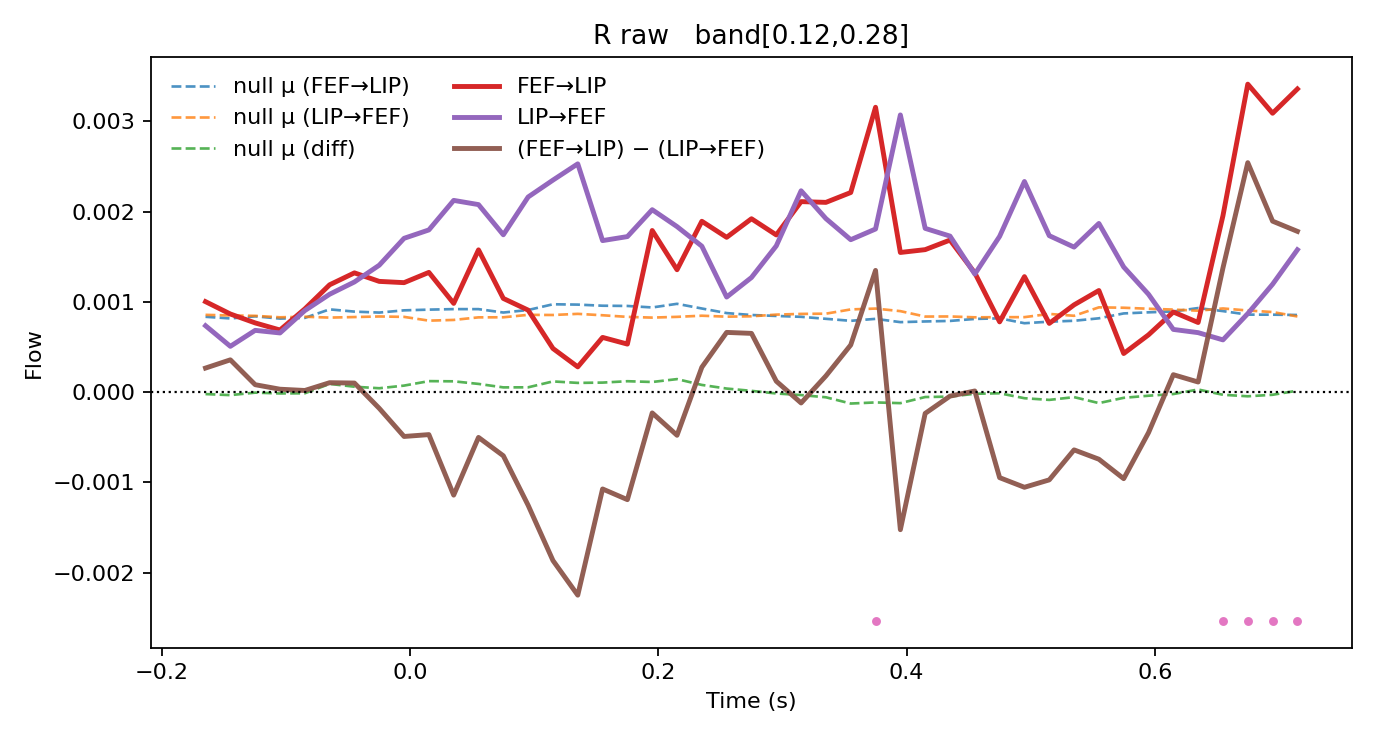 R raw   band[0.12,0.28]
null μ (FEF→LIP)
null μ (LIP→FEF)
null μ (diff)
FEF→LIP
LIP→FEF
(FEF→LIP) − (LIP→FEF)
0.003
0.002
0.001
0.000
−0.001
−0.002
Flow
−0.2
0.0
0.2
0.4
0.6
Time (s)